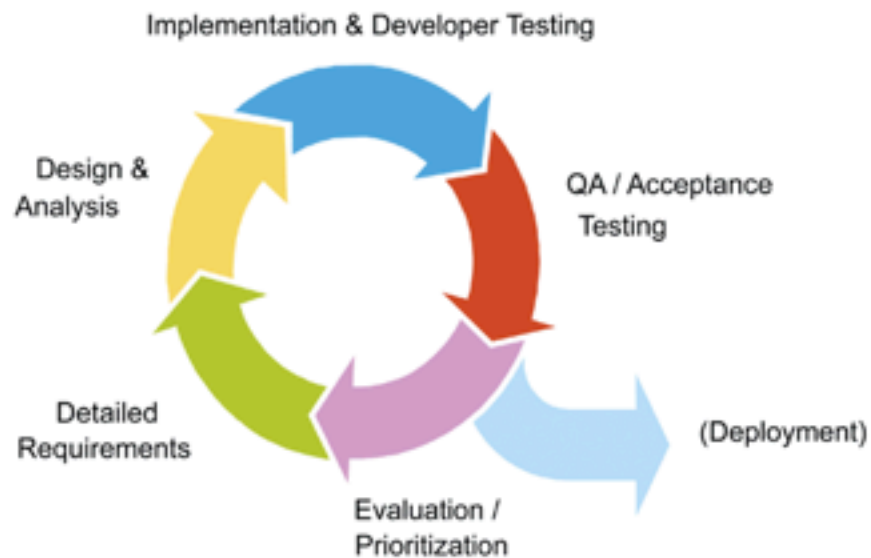 Implementation & Developer Testing
Design &
Analysis
QA / Acceptance
Testing
Detailed
Requirements
(Deployment)
Evaluation /
Prioritization